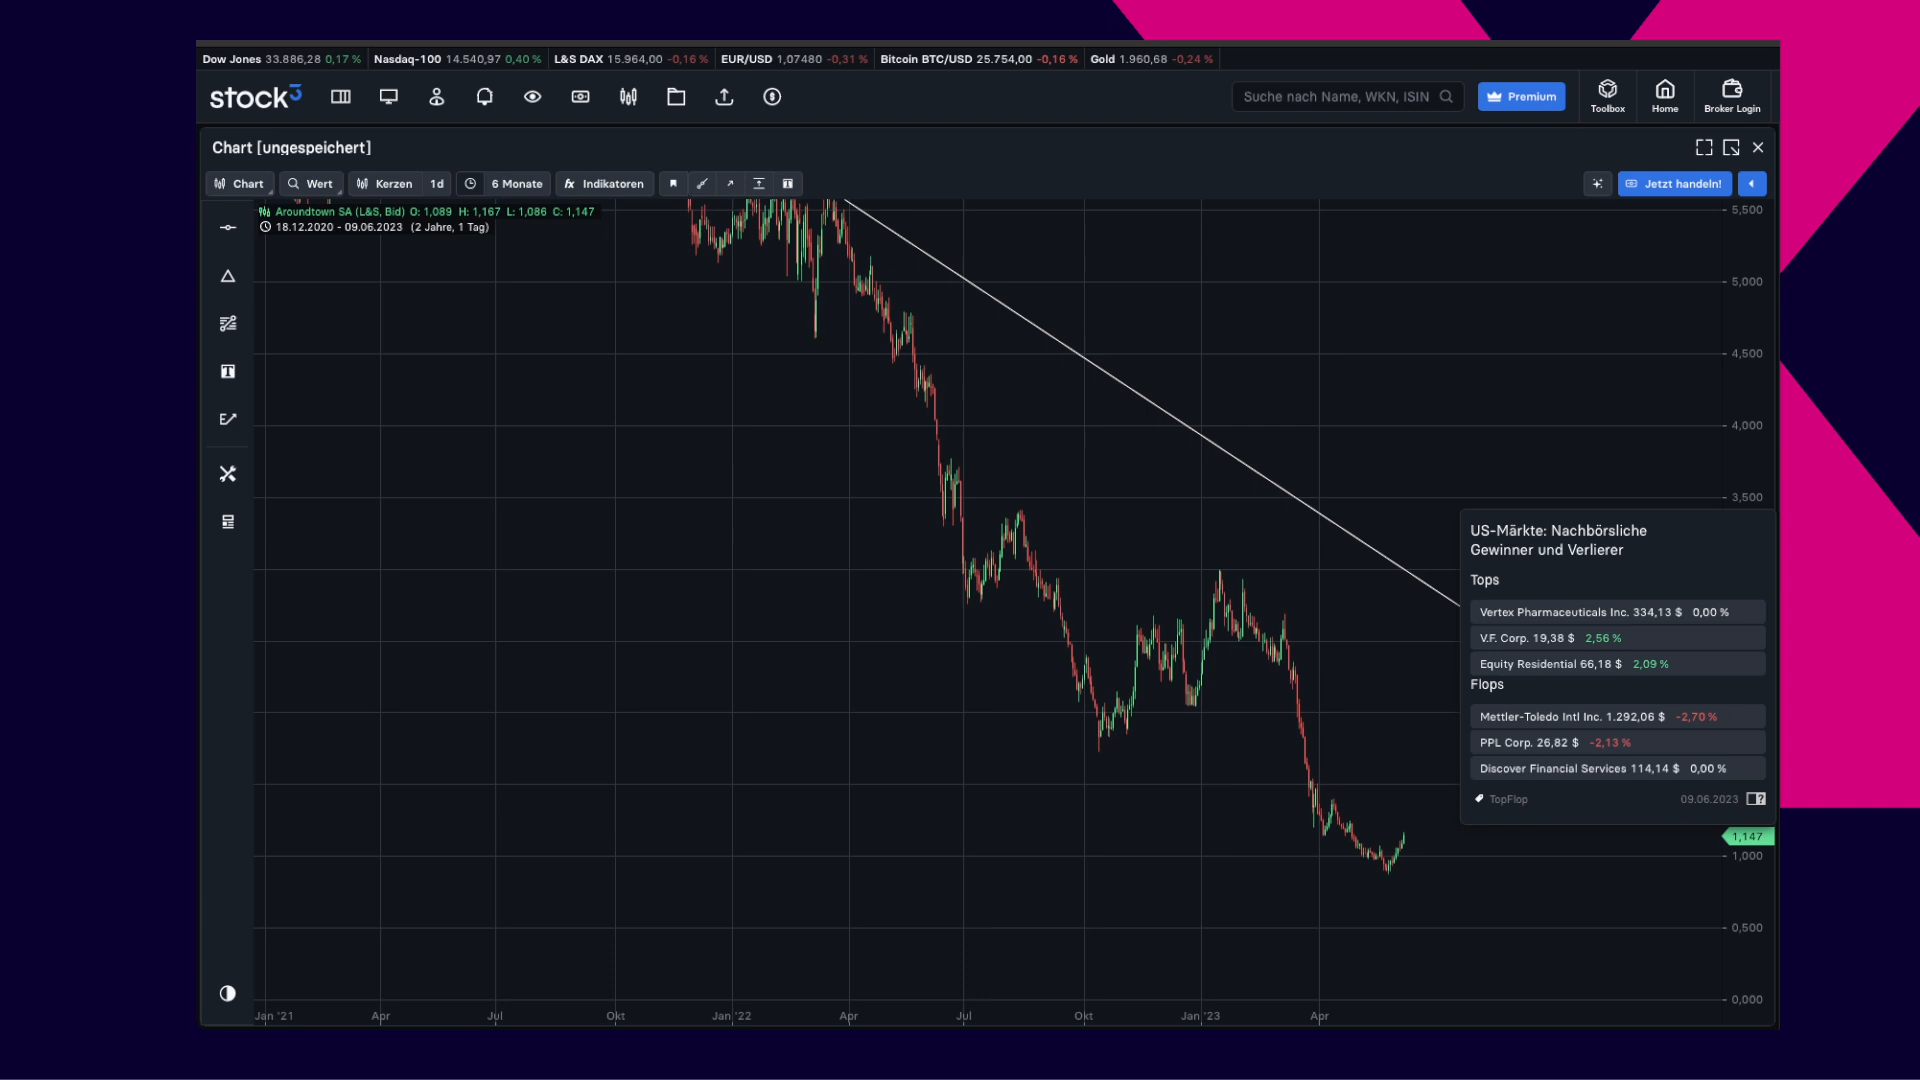 Dow Jones 33.886,28 0,17 % Nasdaq-100 14.540,97 0,40 % L&S DAX 15.964,00 -0,16 % EUR/USD 1,07480 -0,31 % Bitcoin BTC/USD 25.754,00 -0,16 % Gold 1.960,68 -0,24 %
stock3 Suche nach Name, WKN, ISIN Premium Toolbox Home Broker Login
Chart [ungespeichert]
Chart Wert Kerzen 1d 6 Monate fx Indikatoren Jetzt handeln!
Aroundtown SA (L&S, Bid) O: 1,089 H: 1,167 L: 1,086 C: 1,147
18.12.2020 - 09.06.2023 (2 Jahre, 1 Tag)
5,500
5,000
4,500
4,000
3,500
US-Märkte: Nachbörsliche
Gewinner und Verlierer
Tops
Vertex Pharmaceuticals Inc. 334,13 $ 0,00 %
V.F. Corp. 19,38 $ 2,56 %
Equity Residential 66,18 $ 2,09 %
Flops
Mettler-Toledo Intl Inc. 1.292,06 $ -2,70 %
PPL Corp. 26,82 $ -2,13 %
Discover Financial Services 114,14 $ 0,00 %
TopFlop 09.06.2023
1,147
1,000
0,500
0,000
Jan '21 Apr Jul Okt Jan '22 Apr Jul Okt Jan '23 Apr